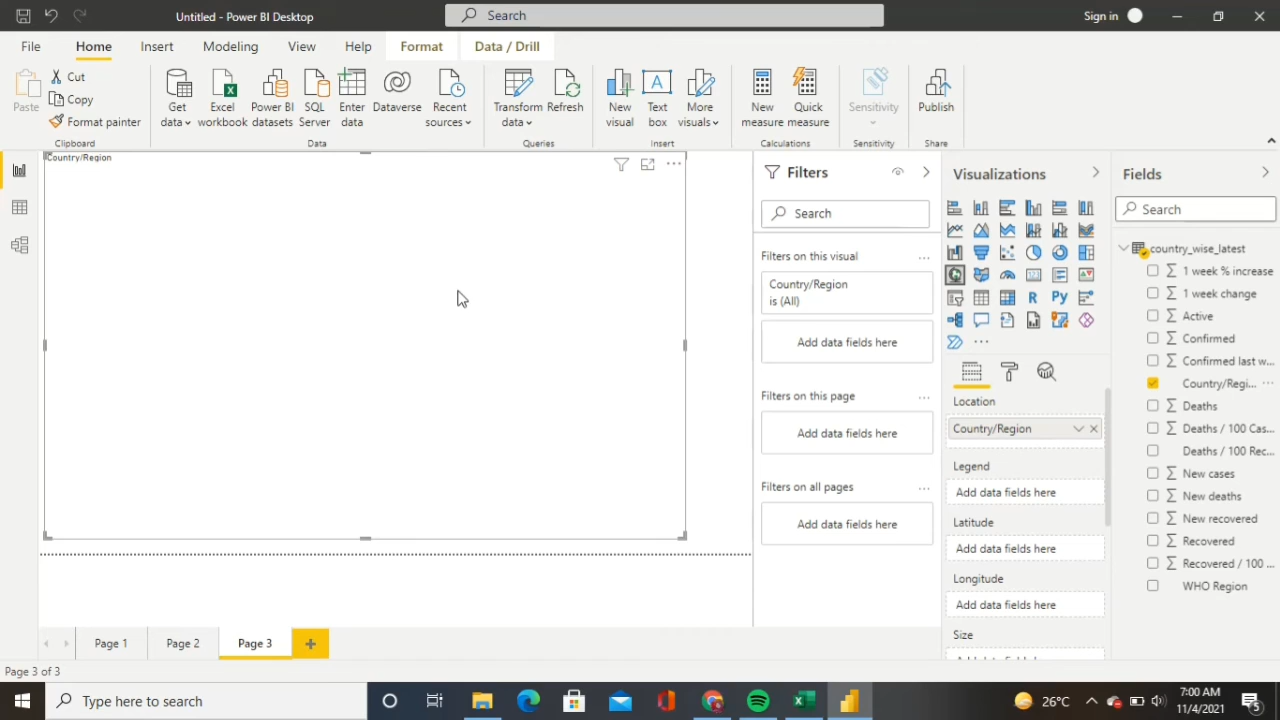 Untitled - Power BI Desktop
Search
Sign in
File
Home
Insert
Modeling
View
Help
Format
Data / Drill
Paste
Cut
Copy
Format painter
Clipboard
Get data
Excel workbook
Power BI datasets
SQL Server
Enter data
Dataverse
Recent sources
Data
Transform data
Refresh
Queries
New visual
Text box
More visuals
Insert
New measure
Quick measure
Calculations
Sensitivity
Sensitivity
Publish
Share
Country/Region
Filters
Search
Filters on this visual
Country/Region
is (All)
Add data fields here
Filters on this page
Add data fields here
Filters on all pages
Add data fields here
Visualizations
R
Py
Location
Country/Region
Legend
Add data fields here
Latitude
Add data fields here
Longitude
Add data fields here
Size
Fields
Search
country_wise_latest
1 week % increase
1 week change
Active
Confirmed
Confirmed last w...
Country/Regi...
Deaths
Deaths / 100 Cas...
Deaths / 100 Rec...
New cases
New deaths
New recovered
Recovered
Recovered / 100 ...
WHO Region
Page 1
Page 2
Page 3
Page 3 of 3
Type here to search
26°C
7:00 AM
11/4/2021